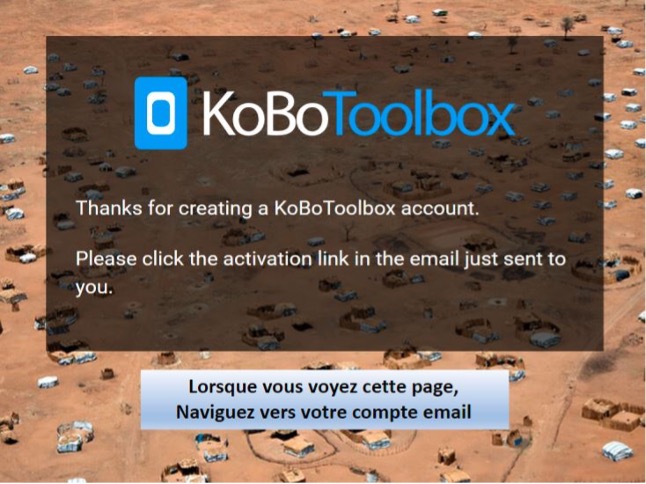 KoBoToolbox
Thanks for creating a KoBoToolbox account.
Please click the activation link in the email just sent to
you.
Lorsque vous voyez cette page,
Naviguez vers votre compte email